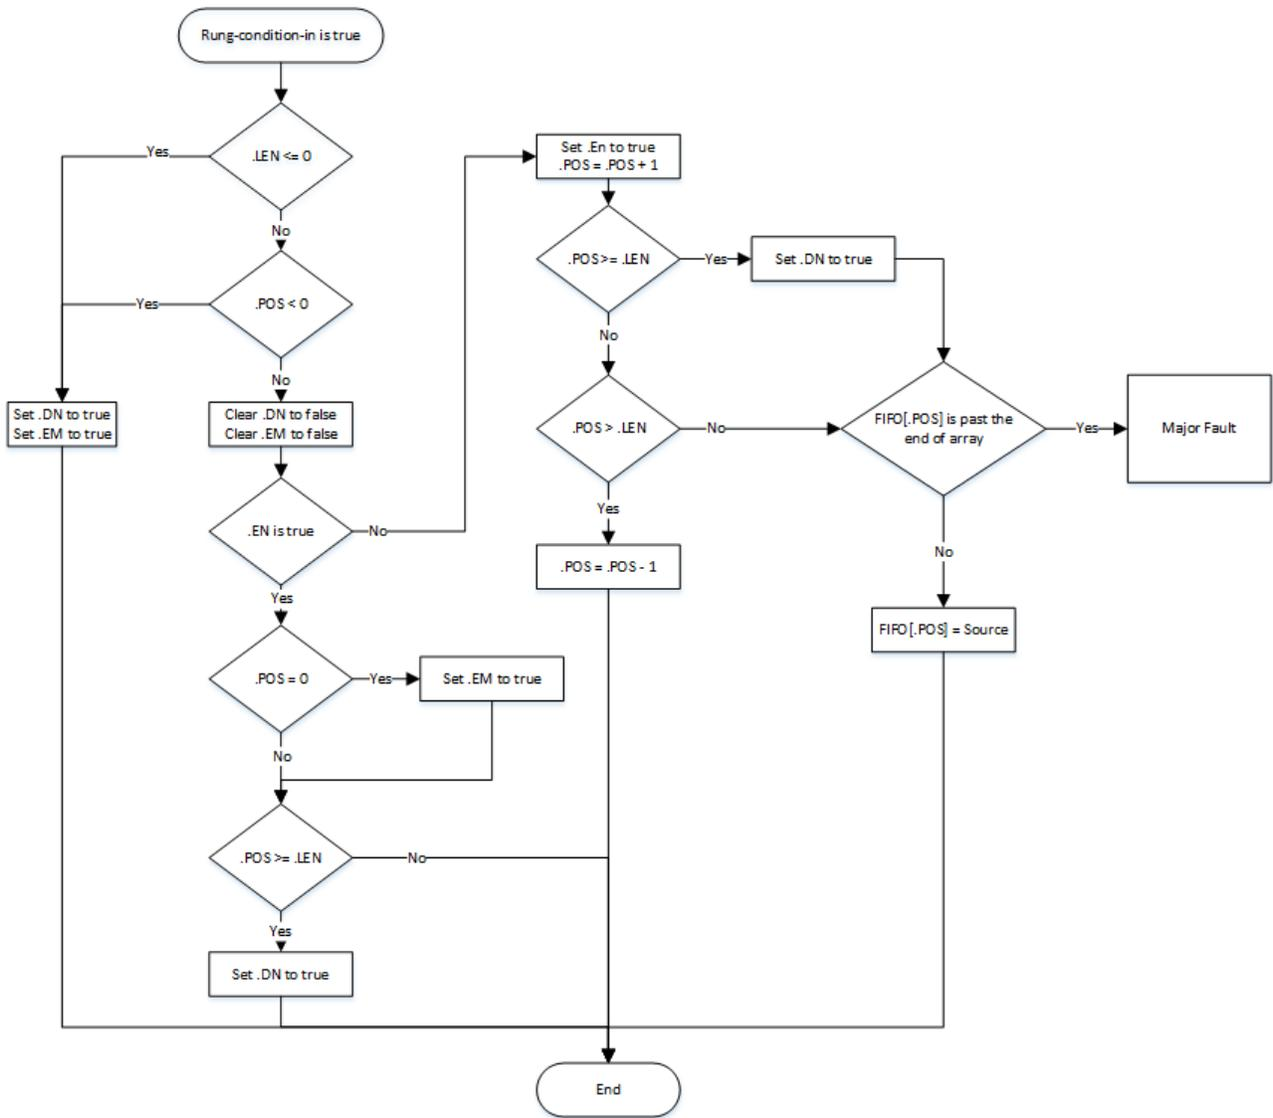 Rung-condition-in is true
.LEN <= 0
Yes
No
.POS < 0
Yes
No
Set .DN to true
Set .EM to true
Clear .DN to false
Clear .EM to false
.EN is true
No
Yes
.POS = 0
Yes
Set .EM to true
No
.POS >= .LEN
No
Yes
Set .DN to true
Set .En to true
.POS = .POS + 1
.POS >= .LEN
Yes
Set .DN to true
No
.POS > .LEN
No
Yes
.POS = .POS - 1
FIFO[.POS] is past the
end of array
Yes
Major Fault
No
FIFO[.POS] = Source
End